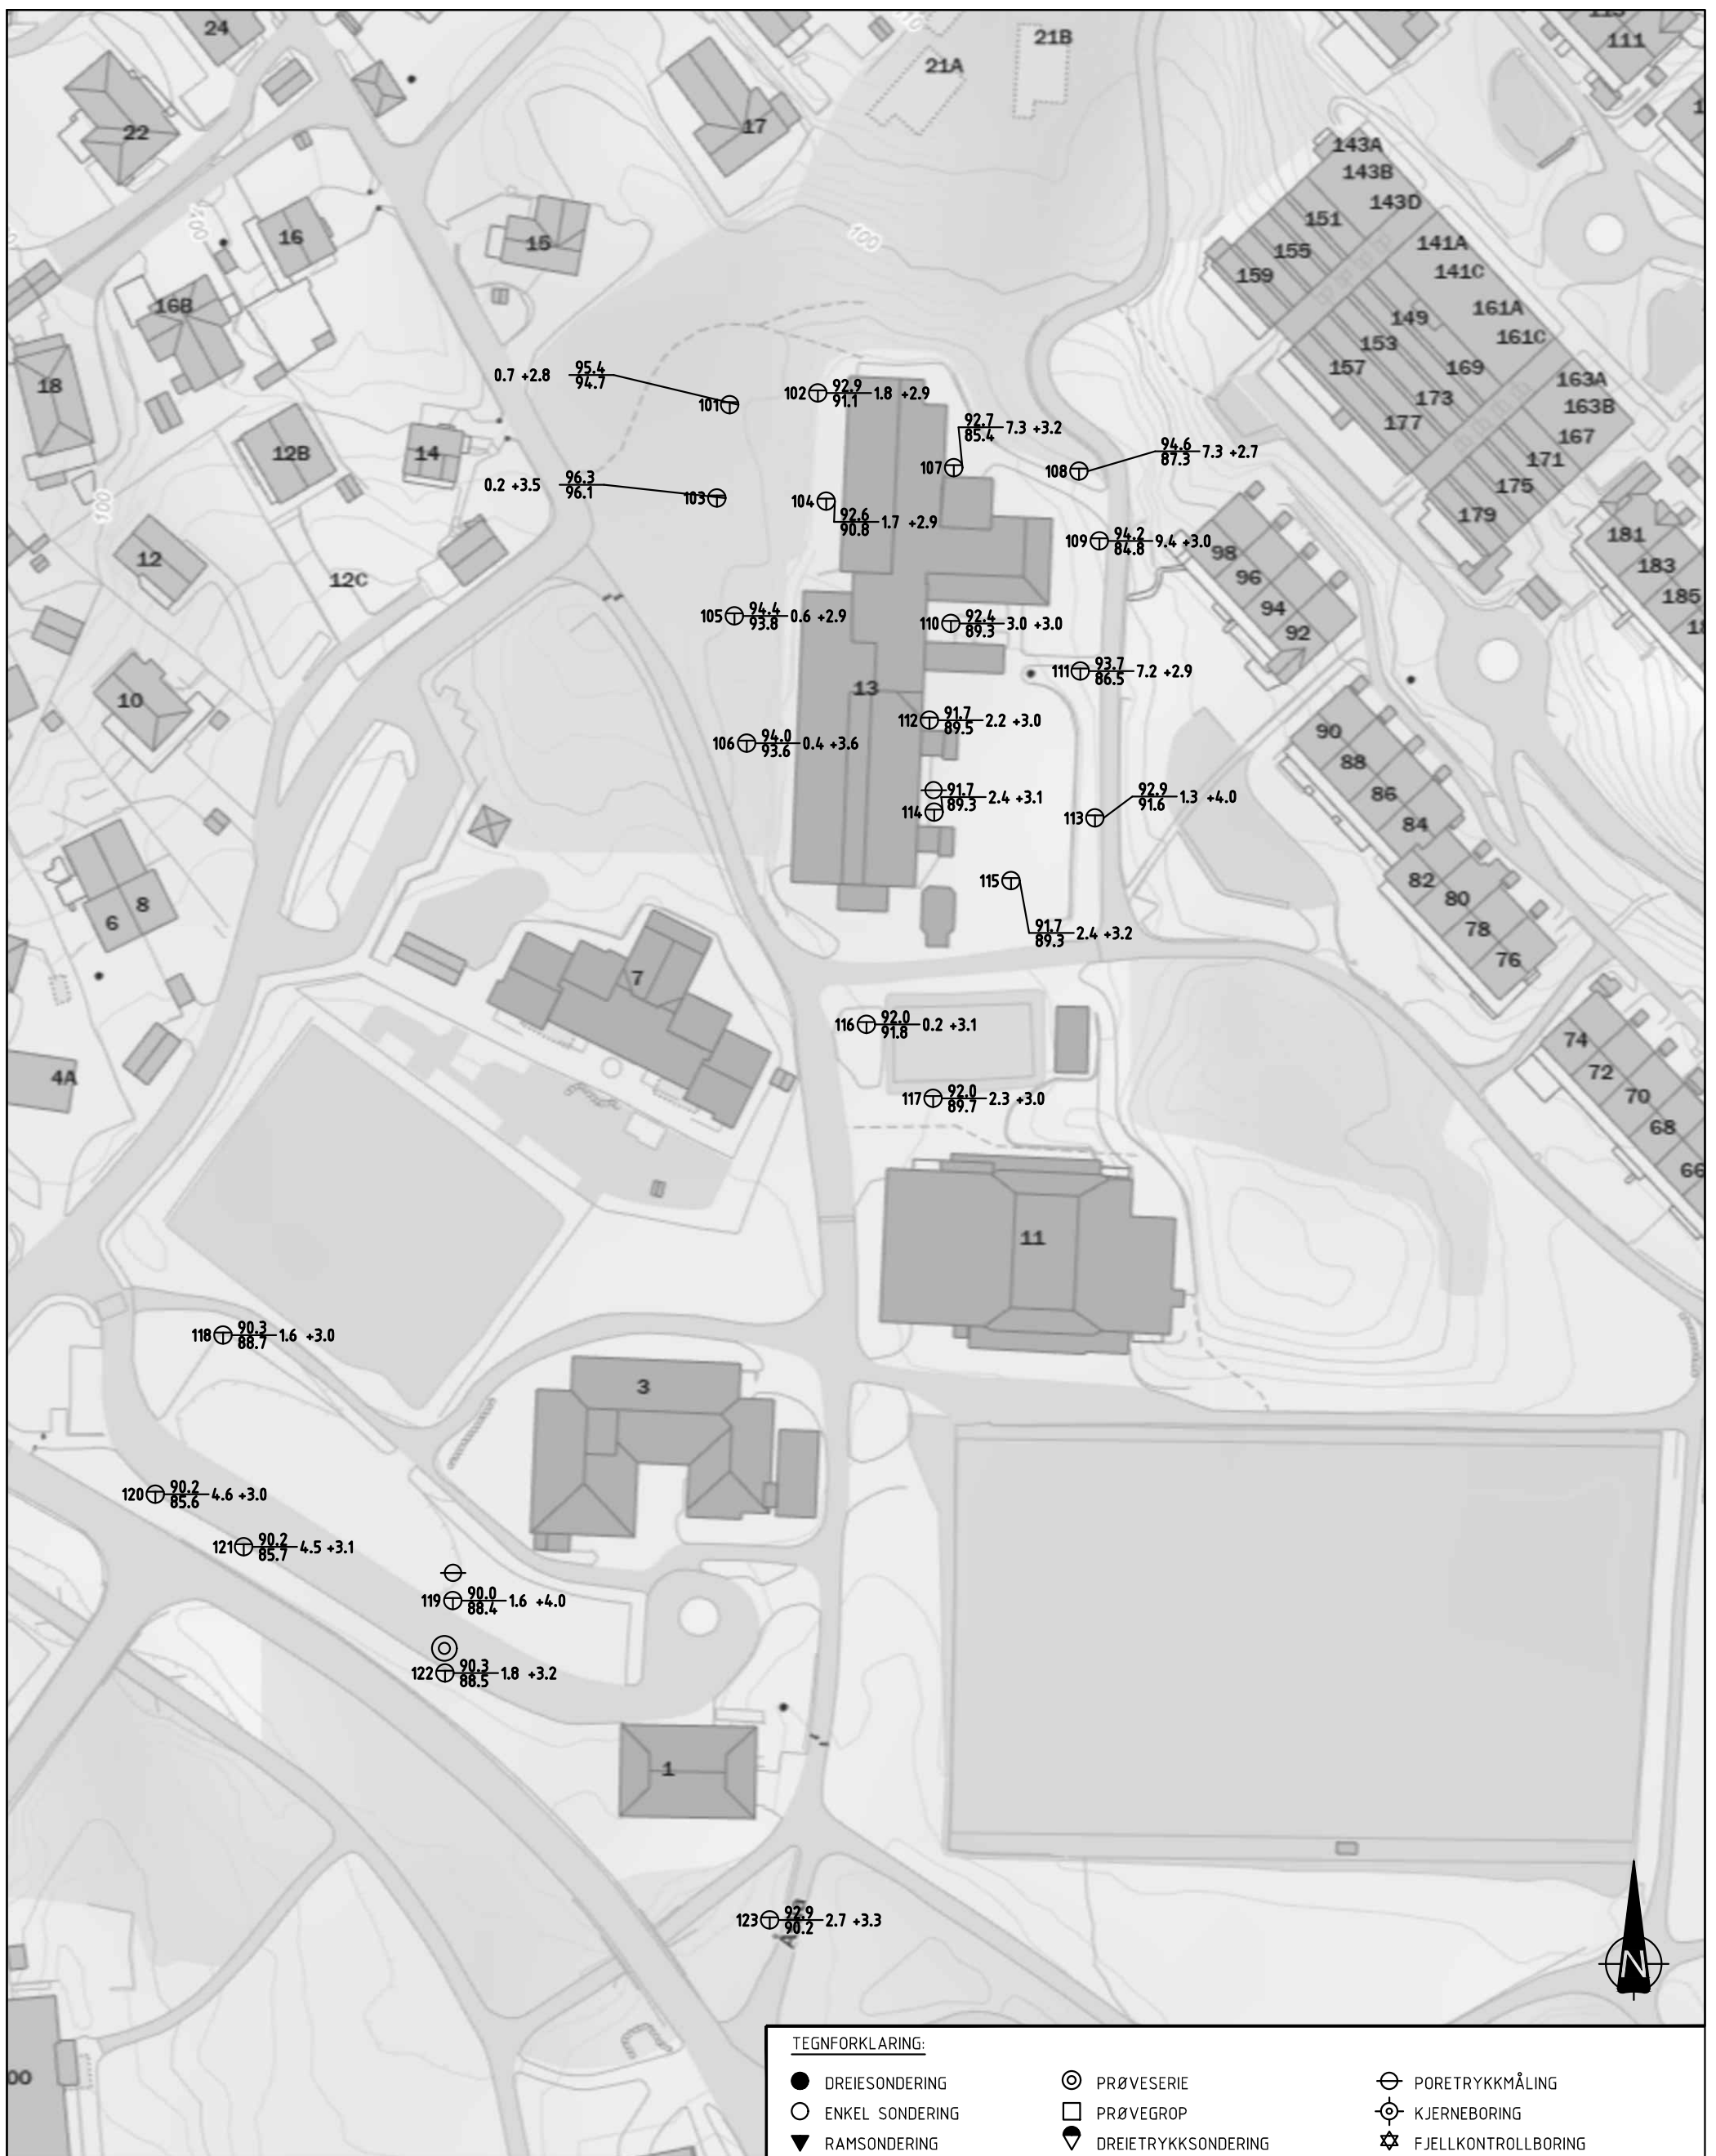 24
21B
21A
111
22
17
143A
143B
143D
151
16
15
155
141A
141C
159
100
100
16B
149
161A
161C
153
157
169
18
0.7 +2.8 95.4
94.7
101
102 92.9 1.8 +2.9
91.1
163A
163B
173
177
167
92.7 7.3 +3.2
85.4
107
94.6 7.3 +2.7
87.3
108
12B
14
171
175
179
0.2 +3.5 96.3
96.1
103
104
92.6 1.7 +2.9
90.8
100
109 94.2 9.4 +3.0
84.8
98
96
94
92
181
183
185
12
12C
105 94.4 0.6 +2.9
93.8
110 92.4 3.0 +3.0
89.3
111 93.7 7.2 +2.9
86.5
13
10
112 91.7 2.2 +3.0
89.5
106 94.0 0.4 +3.6
93.6
90
88
86
84
91.7 2.4 +3.1
89.3
114
92.9 1.3 +4.0
91.6
113
115
91.7 2.4 +3.2
89.3
82
80
78
76
8
6
7
116 92.0 0.2 +3.1
91.8
74
72
70
68
66
4A
117 92.0 2.3 +3.0
89.7
11
118 90.3 1.6 +3.0
88.7
3
120 90.2 4.6 +3.0
85.6
121 90.2 4.5 +3.1
85.7
119 90.0 1.6 +4.0
88.4
122 90.3 1.8 +3.2
88.5
1
123 92.9 2.7 +3.3
90.2
N
00
TEGNFORKLARING:
DREIESONDERING
PRØVESERIE
PORETRYKKMÅLING
ENKEL SONDERING
PRØVEGROP
KJERNEBORING
RAMSONDERING
DREIETRYKKSONDERING
FJELLKONTROLLBORING